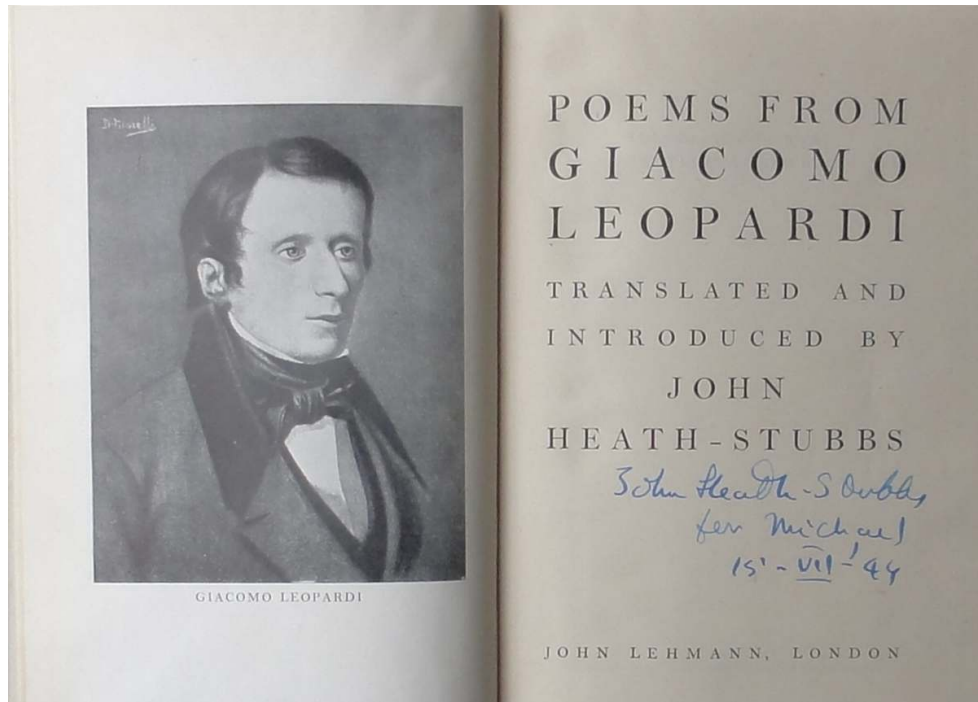 GIACOMO LEOPARDI
POEMS FROM
GIACOMO
LEOPARDI
TRANSLATED AND
INTRODUCED BY
JOHN
HEATH-STUBBS
John Heath-Stubbs
for Michael
15-VII-'94
JOHN LEHMANN, LONDON